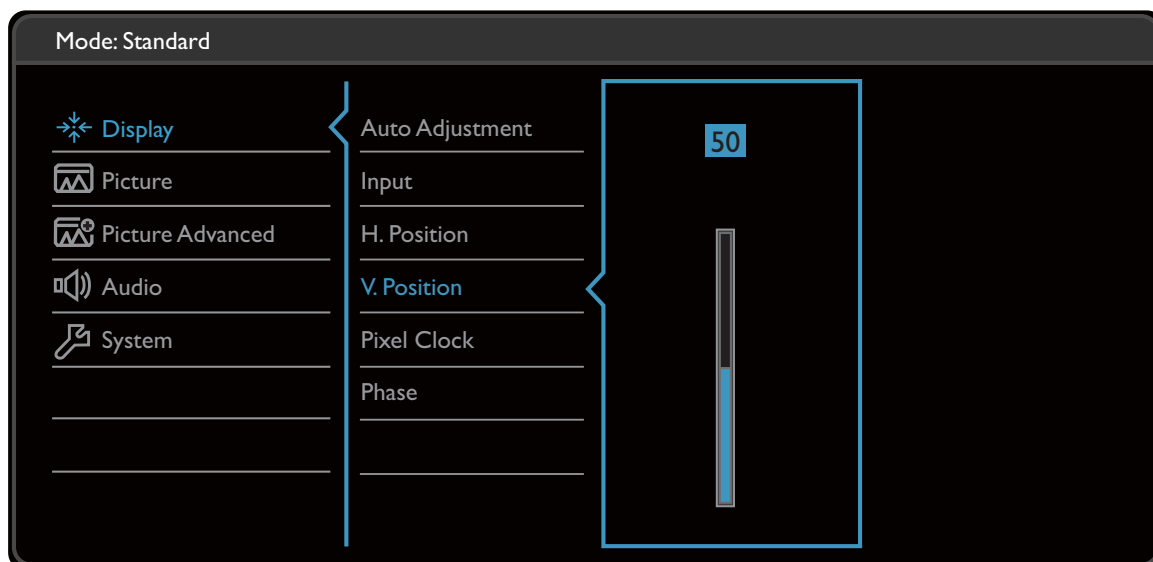 Mode: Standard
Display
Picture
Picture Advanced
Audio
System
Auto Adjustment
Input
H. Position
V. Position
Pixel Clock
Phase
50